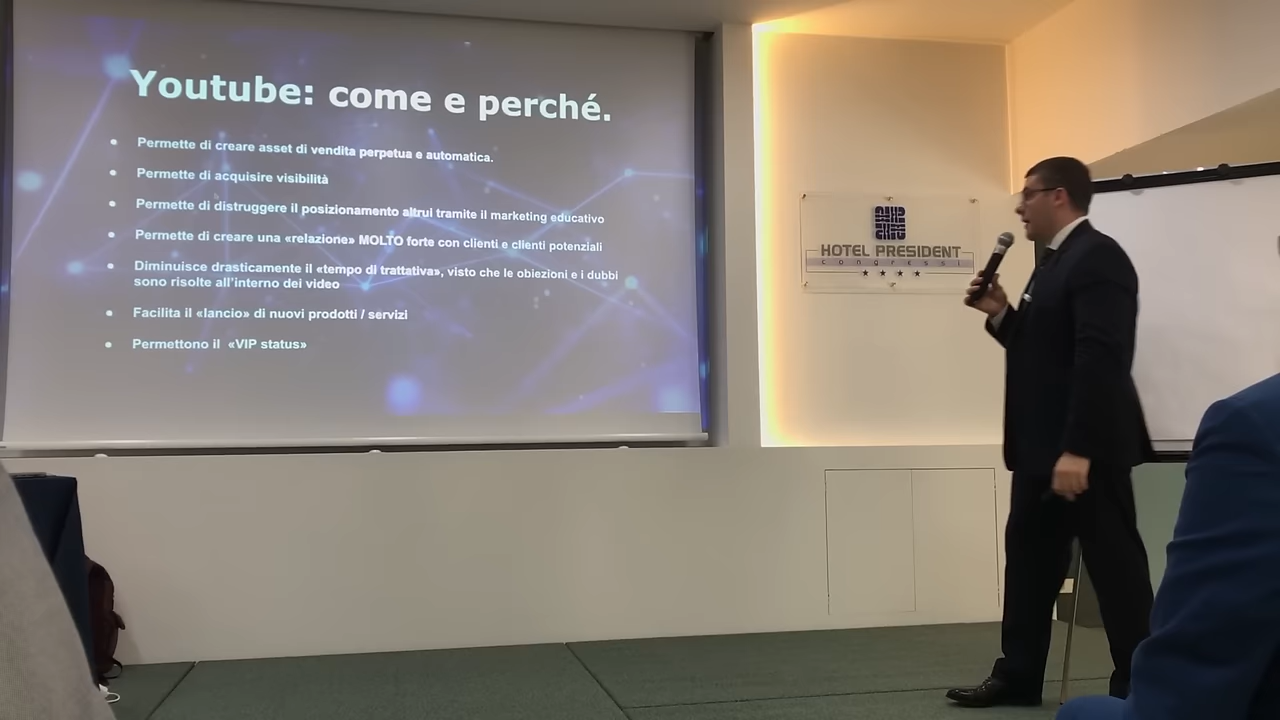 Youtube: come e perché.
Permette di creare asset di vendita perpetua e automatica.
Permette di acquisire visibilità
Permette di distruggere il posizionamento altrui tramite il marketing educativo
Permette di creare una «relazione» MOLTO forte con clienti e clienti potenziali
Diminuisce drasticamente il «tempo di trattativa», visto che le obiezioni e i dubbi
sono risolte all'interno dei video
Facilita il «lancio» di nuovi prodotti / servizi
Permettono il «VIP status»
HOTEL PRESIDENT
congressi